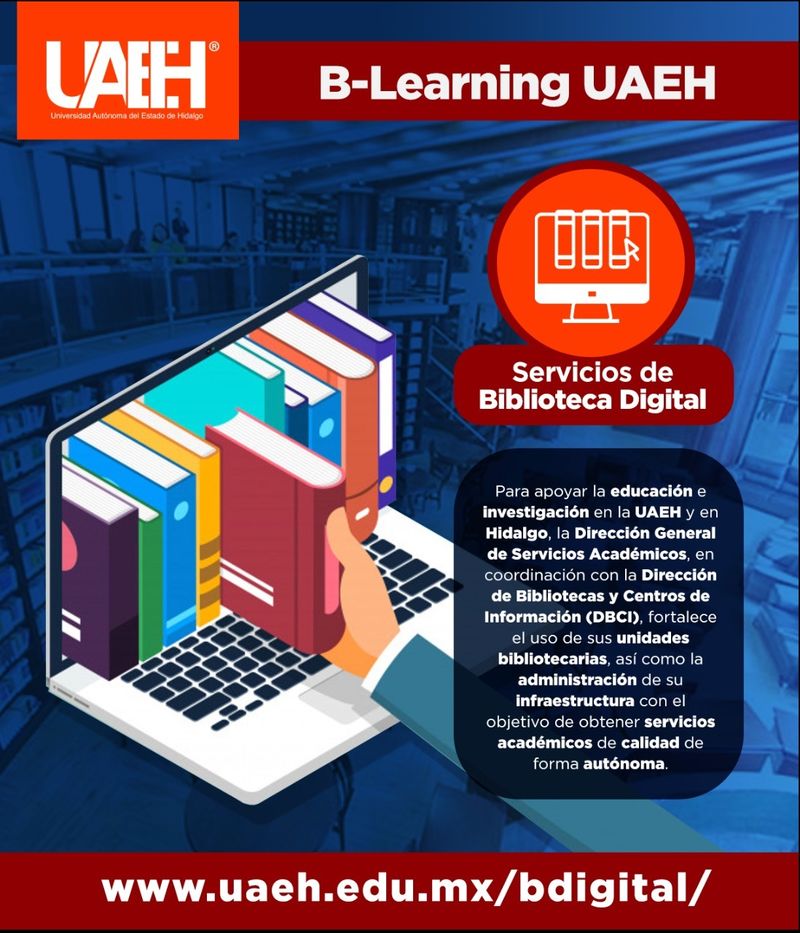 UAEH®
Universidad Autónoma del Estado de Hidalgo
B-Learning UAEH
Servicios de
Biblioteca Digital
Para apoyar la educación e
investigación en la UAEH y en
Hidalgo, la Dirección General
de Servicios Académicos, en
coordinación con la Dirección
de Bibliotecas y Centros de
Información (DBCI), fortalece
el uso de sus unidades
bibliotecarias, así como la
administración de su
infraestructura con el
objetivo de obtener servicios
académicos de calidad de
forma autónoma.
www.uaeh.edu.mx/bdigital/